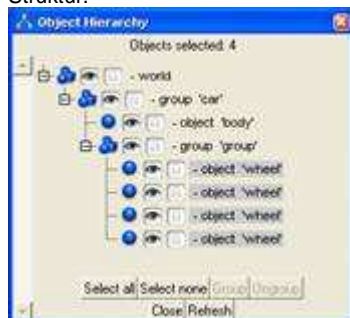 Struktur:
Object Hierarchy
Objects selected: 4
- world
- group 'car'
- object 'body'
- group 'group'
- object 'wheel'
- object 'wheel'
- object 'wheel'
- object 'wheel'
Select all Select none Group Ungroup
Close Refresh